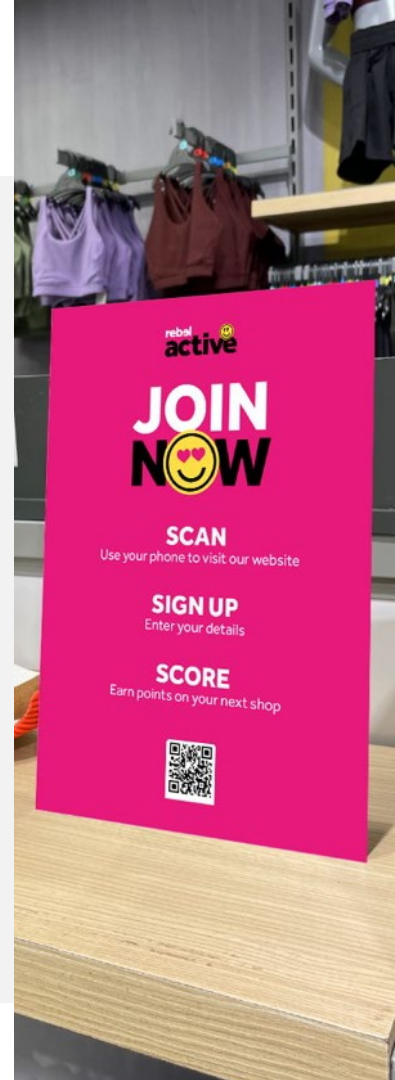 rebel
active
JOIN
NOW
SCAN
Use your phone to visit our website
SIGN UP
Enter your details
SCORE
Earn points on your next shop